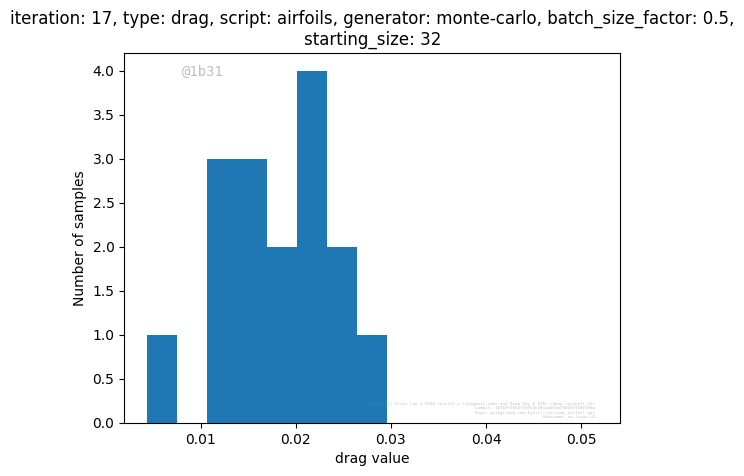 iteration: 17, type: drag, script: airfoils, generator: monte-carlo, batch_size_factor: 0.5,
starting_size: 32
@1b31
4.0
3.5
3.0
2.5
2.0
1.5
1.0
0.5
0.0
Number of samples
0.01 0.02 0.03 0.04 0.05
drag value